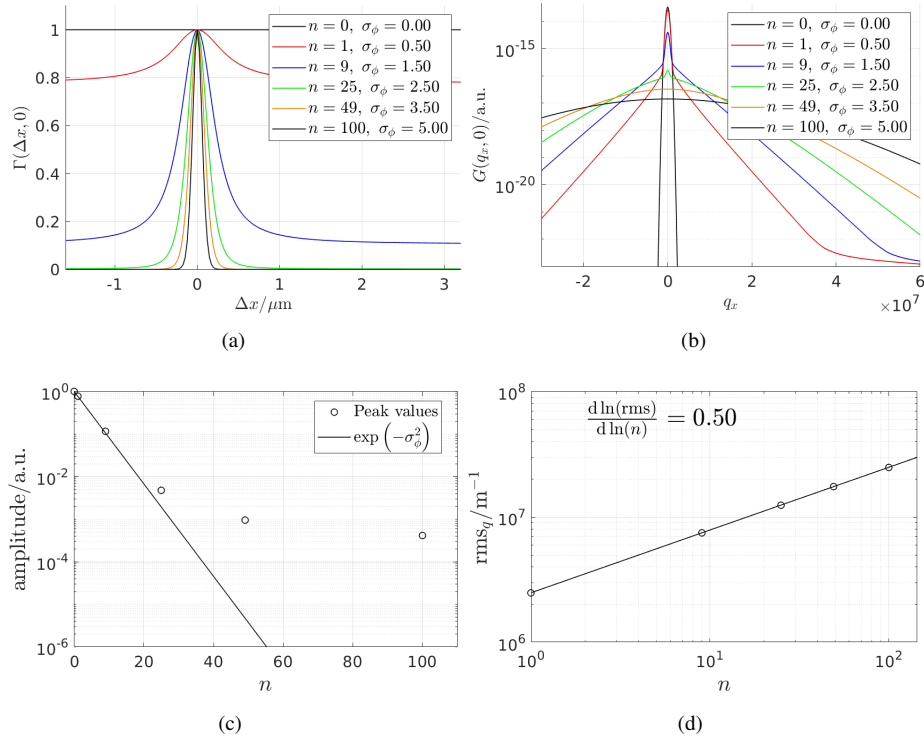 1
0.8
0.6
0.4
0.2
0
-1
0
1
2
3
Γ(Δx, 0)
Δx/μm
n = 0, σ_ϕ = 0.00
n = 1, σ_ϕ = 0.50
n = 9, σ_ϕ = 1.50
n = 25, σ_ϕ = 2.50
n = 49, σ_ϕ = 3.50
n = 100, σ_ϕ = 5.00
(a)
10^-15
10^-20
-2
0
2
4
6
×10^7
G(q_x, 0)/a.u.
q_x
n = 0, σ_ϕ = 0.00
n = 1, σ_ϕ = 0.50
n = 9, σ_ϕ = 1.50
n = 25, σ_ϕ = 2.50
n = 49, σ_ϕ = 3.50
n = 100, σ_ϕ = 5.00
(b)
10^0
10^-2
10^-4
10^-6
0
20
40
60
80
100
amplitude/a.u.
n
Peak values
exp(−σ_ϕ^2)
(c)
10^8
10^7
10^6
10^0
10^1
10^2
rms_q/m^−1
n
d ln(rms)
d ln(n)
= 0.50
(d)